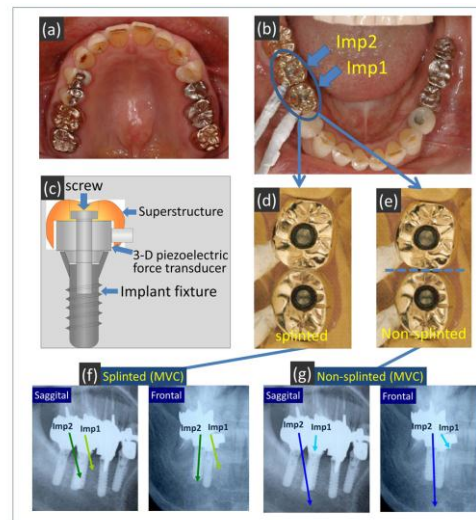 (a)
(b)
Imp2
Imp1
(c)
screw
Superstructure
3-D piezoelectric
force transducer
Implant fixture
(d)
splinted
(e)
Non-splinted
(f) Splinted (MVC)
Saggital
Imp2 Imp1
Frontal
Imp2 Imp1
(g) Non-splinted (MVC)
Saggital
Imp2 Imp1
Frontal
Imp2 Imp1